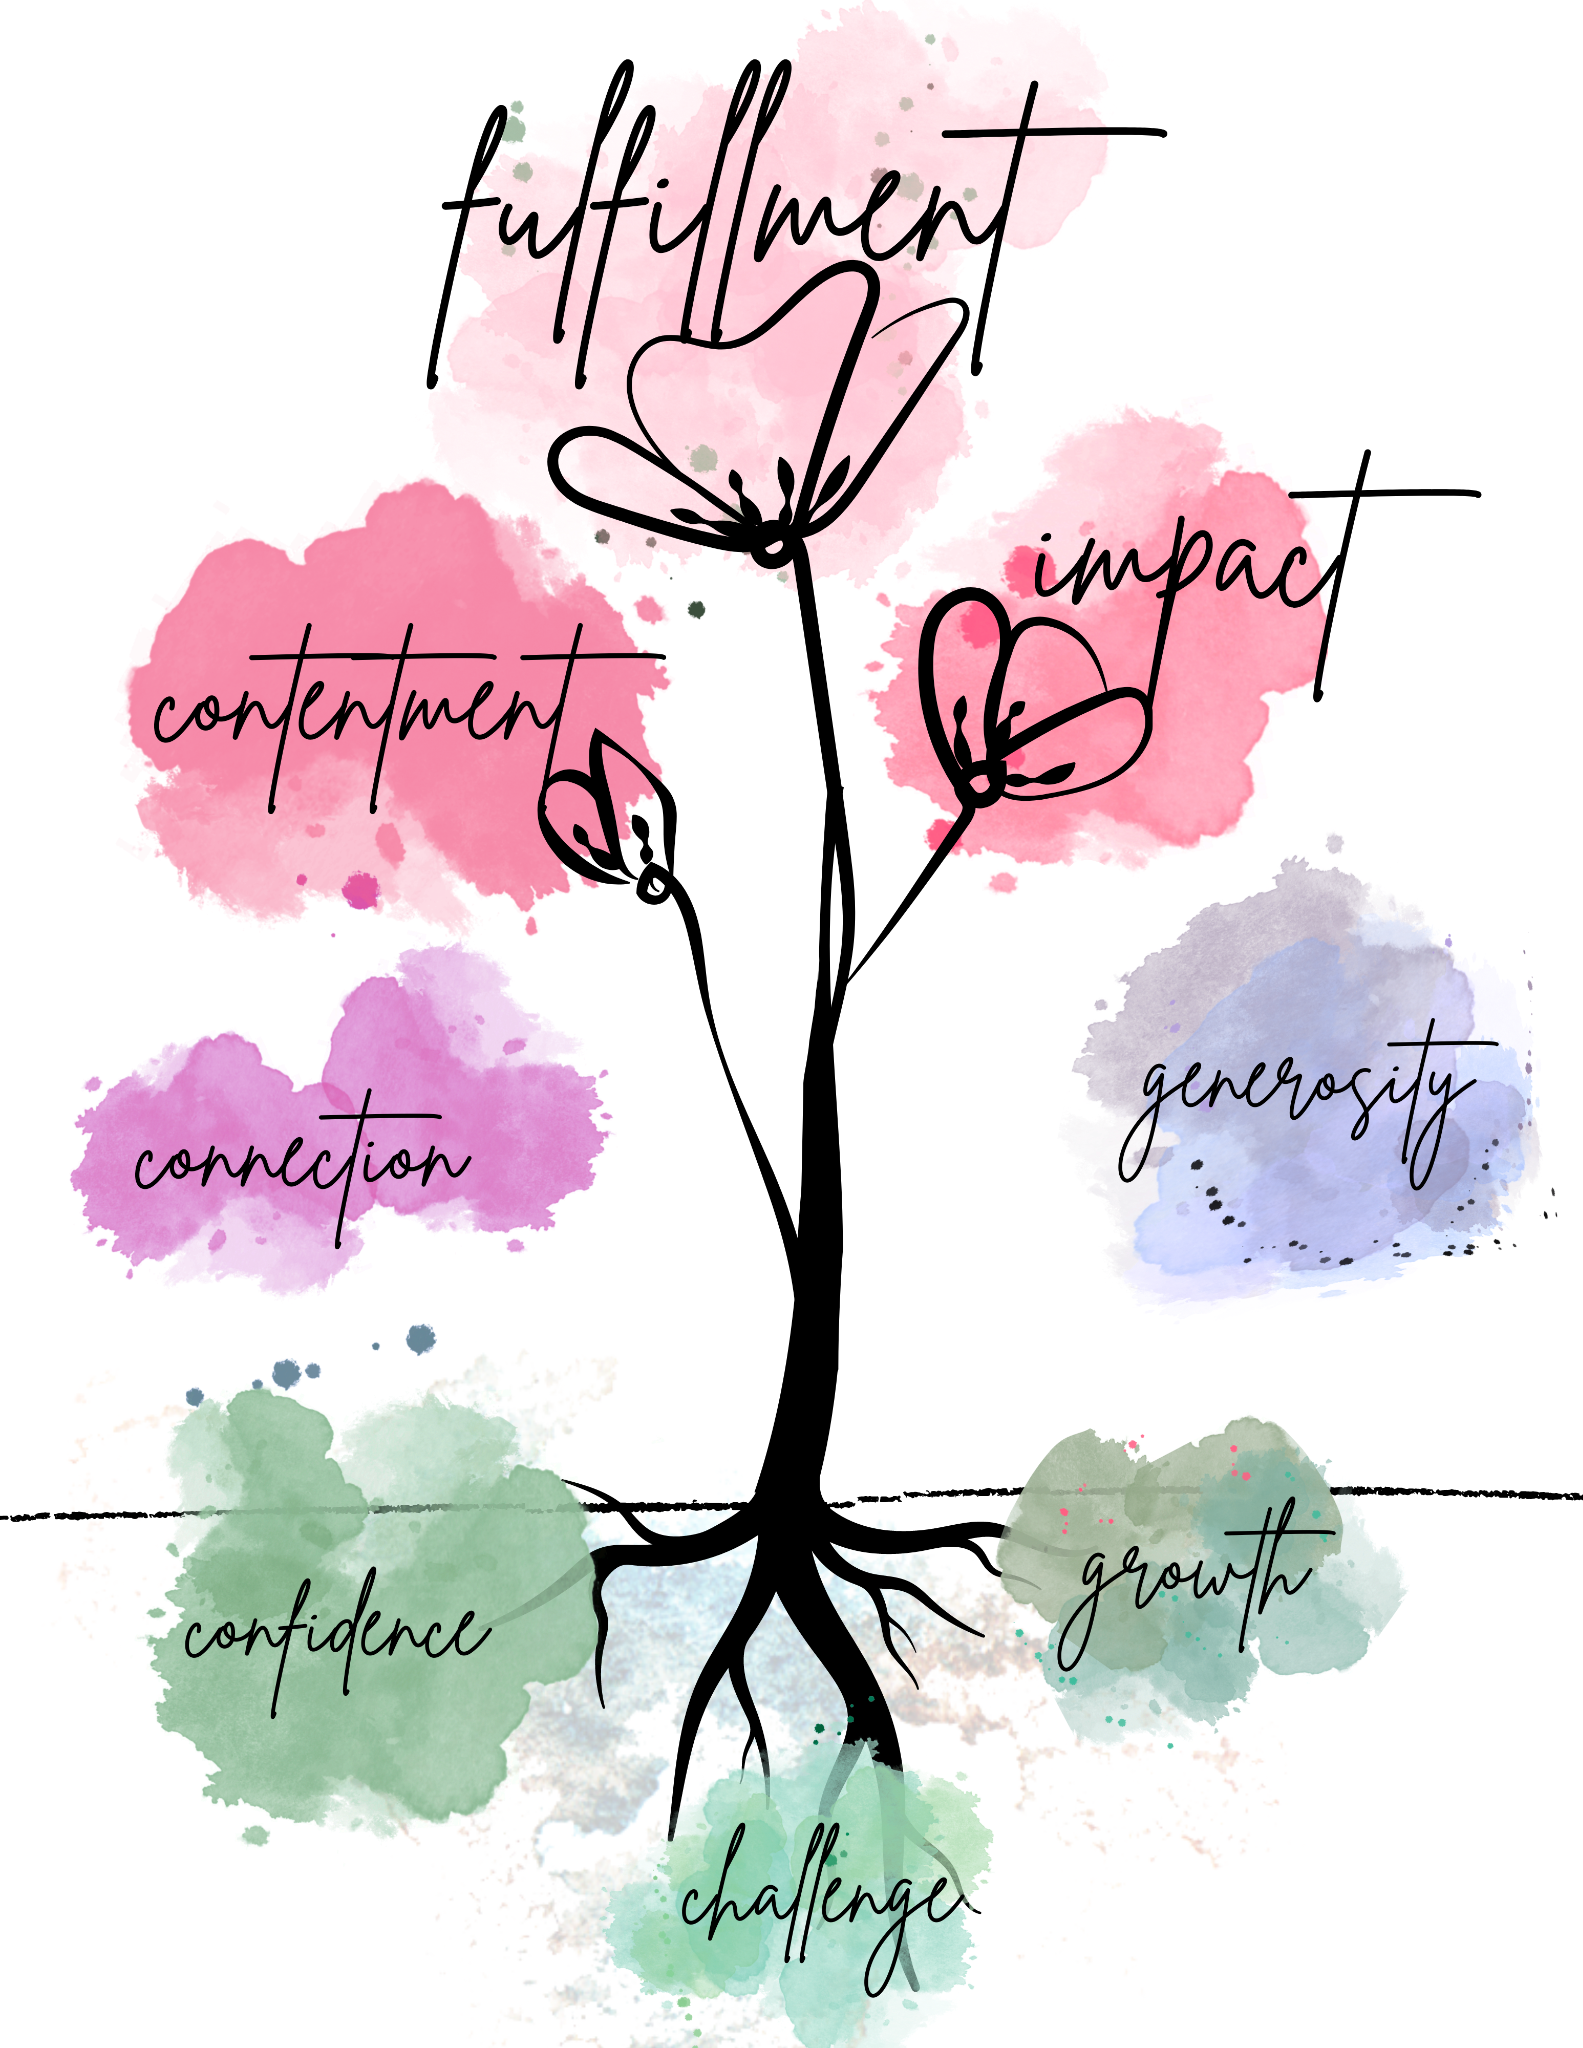 fulfillment
impact
contentment
generosity
connection
growth
confidence
challenge